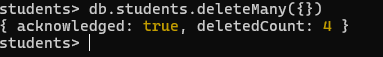 students> db.students.deleteMany({})
{ acknowledged: true, deletedCount: 4 }
students>